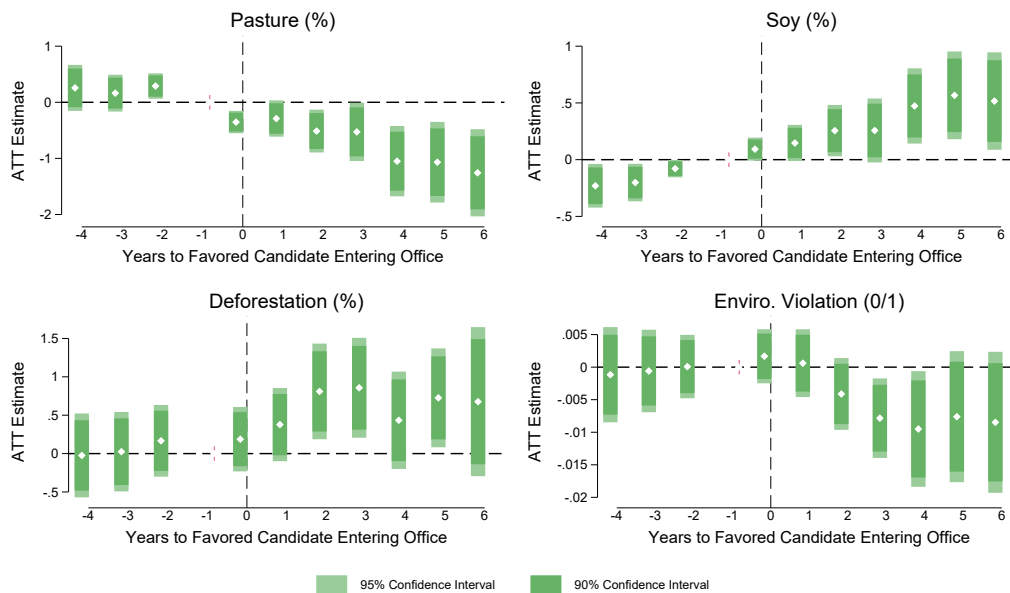 Pasture (%)
ATT Estimate
1
0
-1
-2
-4 -3 -2 -1 0 1 2 3 4 5 6
Years to Favored Candidate Entering Office
Soy (%)
ATT Estimate
1
.5
0
-.5
-4 -3 -2 -1 0 1 2 3 4 5 6
Years to Favored Candidate Entering Office
Deforestation (%)
ATT Estimate
1.5
1
.5
0
-.5
-4 -3 -2 -1 0 1 2 3 4 5 6
Years to Favored Candidate Entering Office
Enviro. Violation (0/1)
ATT Estimate
.005
0
-.005
-.01
-.015
-.02
-4 -3 -2 -1 0 1 2 3 4 5 6
Years to Favored Candidate Entering Office
95% Confidence Interval 90% Confidence Interval